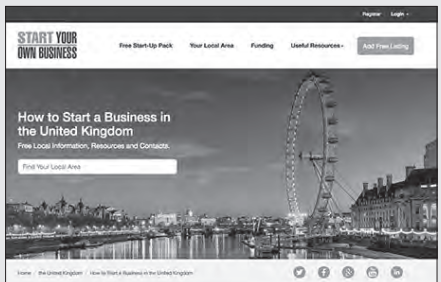 Register Login
START YOUR
OWN BUSINESS
Free Start-Up Pack Your Local Area Funding Useful Resources Add Free Listing
How to Start a Business in
the United Kingdom
Free Local Information, Resources and Contacts.
Find Your Local Area
Home / the United Kingdom / How to Start a Business in the United Kingdom